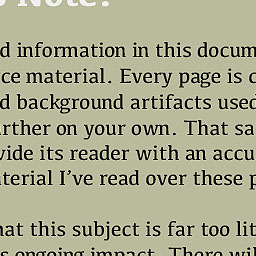 Note?
d information in this docum
ce material. Every page is c
d background artifacts used
rther on your own. That sa
vide its reader with an accu
terial I've read over these p
hat this subject is far too lit
s ongoing impact. There wil